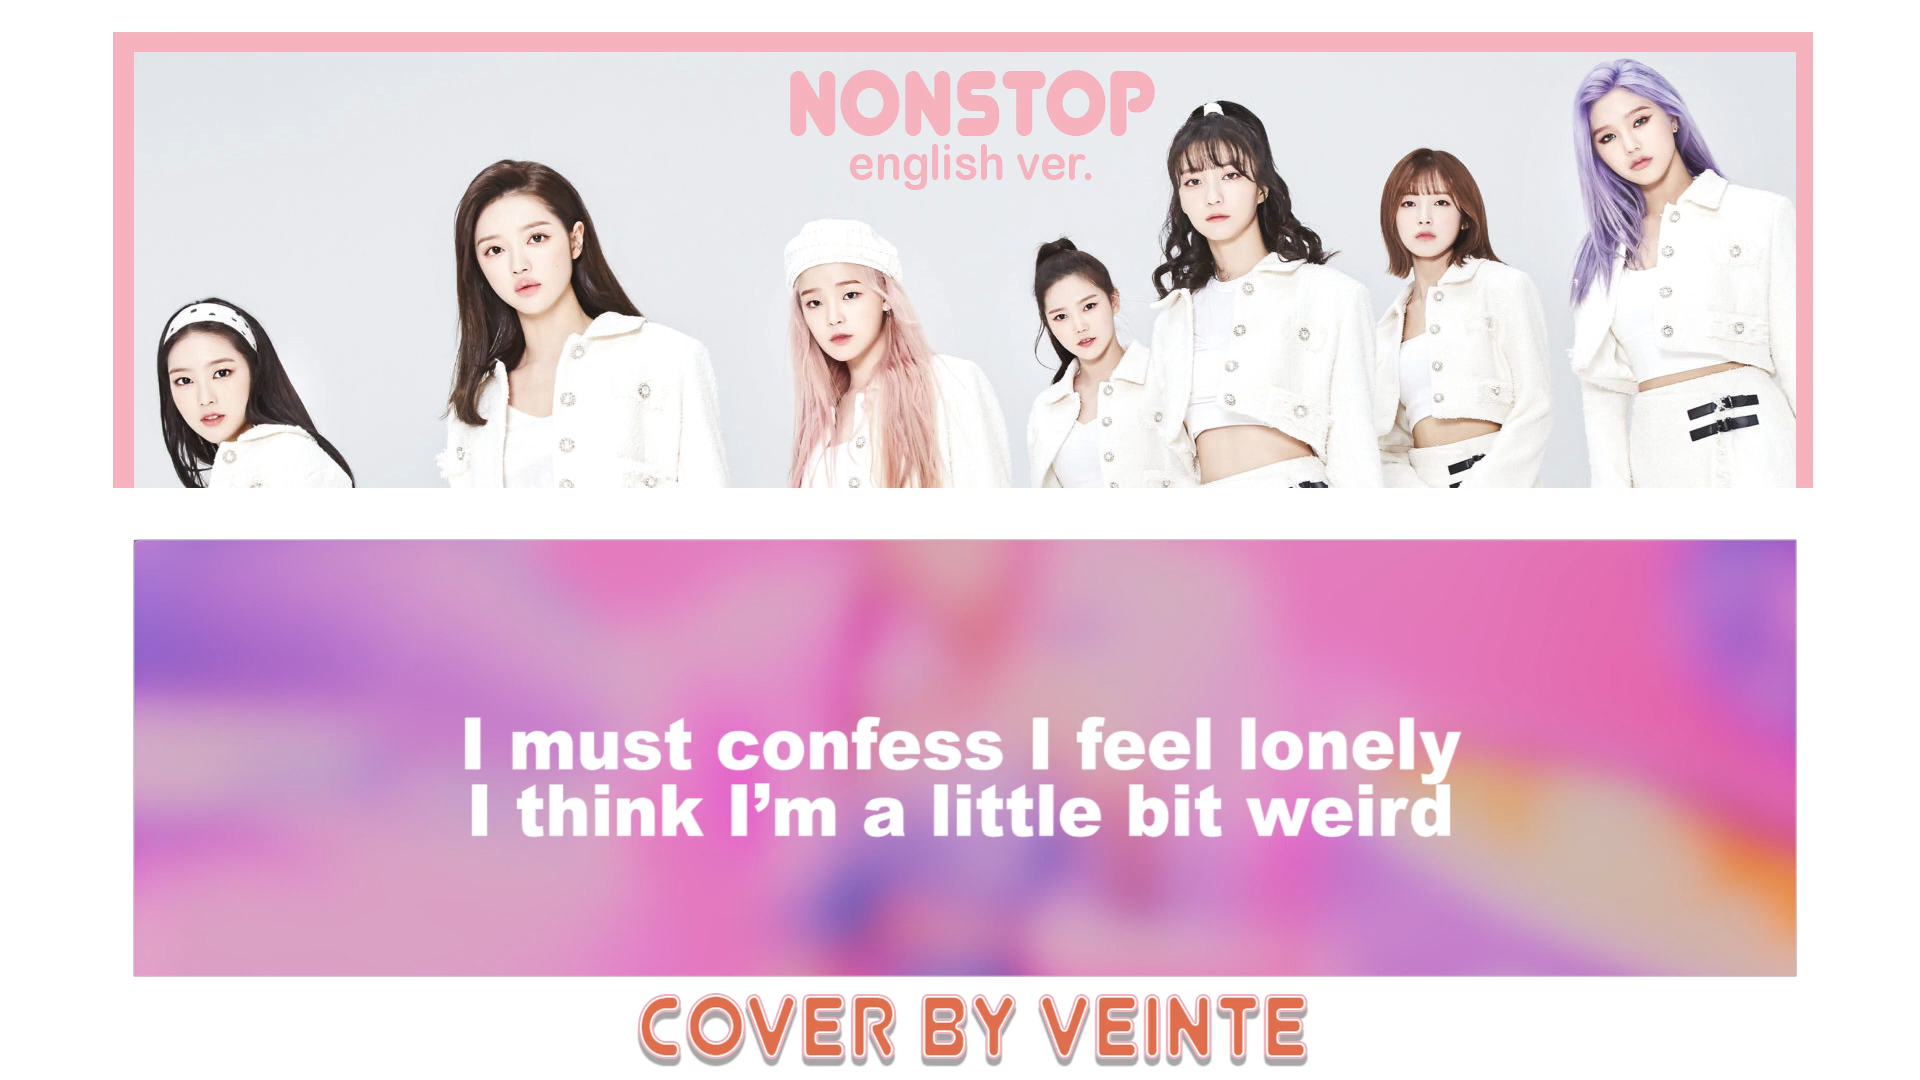 NONSTOP
english ver.
I must confess I feel lonely
I think I’m a little bit weird
COVER BY VEINTE